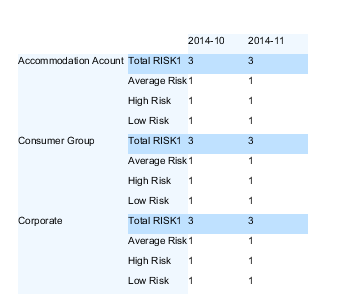 2014-10 2014-11
Accommodation Acount Total RISK1 3 3
Average Risk 1 1
High Risk 1 1
Low Risk 1 1
Consumer Group Total RISK1 3 3
Average Risk 1 1
High Risk 1 1
Low Risk 1 1
Corporate Total RISK1 3 3
Average Risk 1 1
High Risk 1 1
Low Risk 1 1